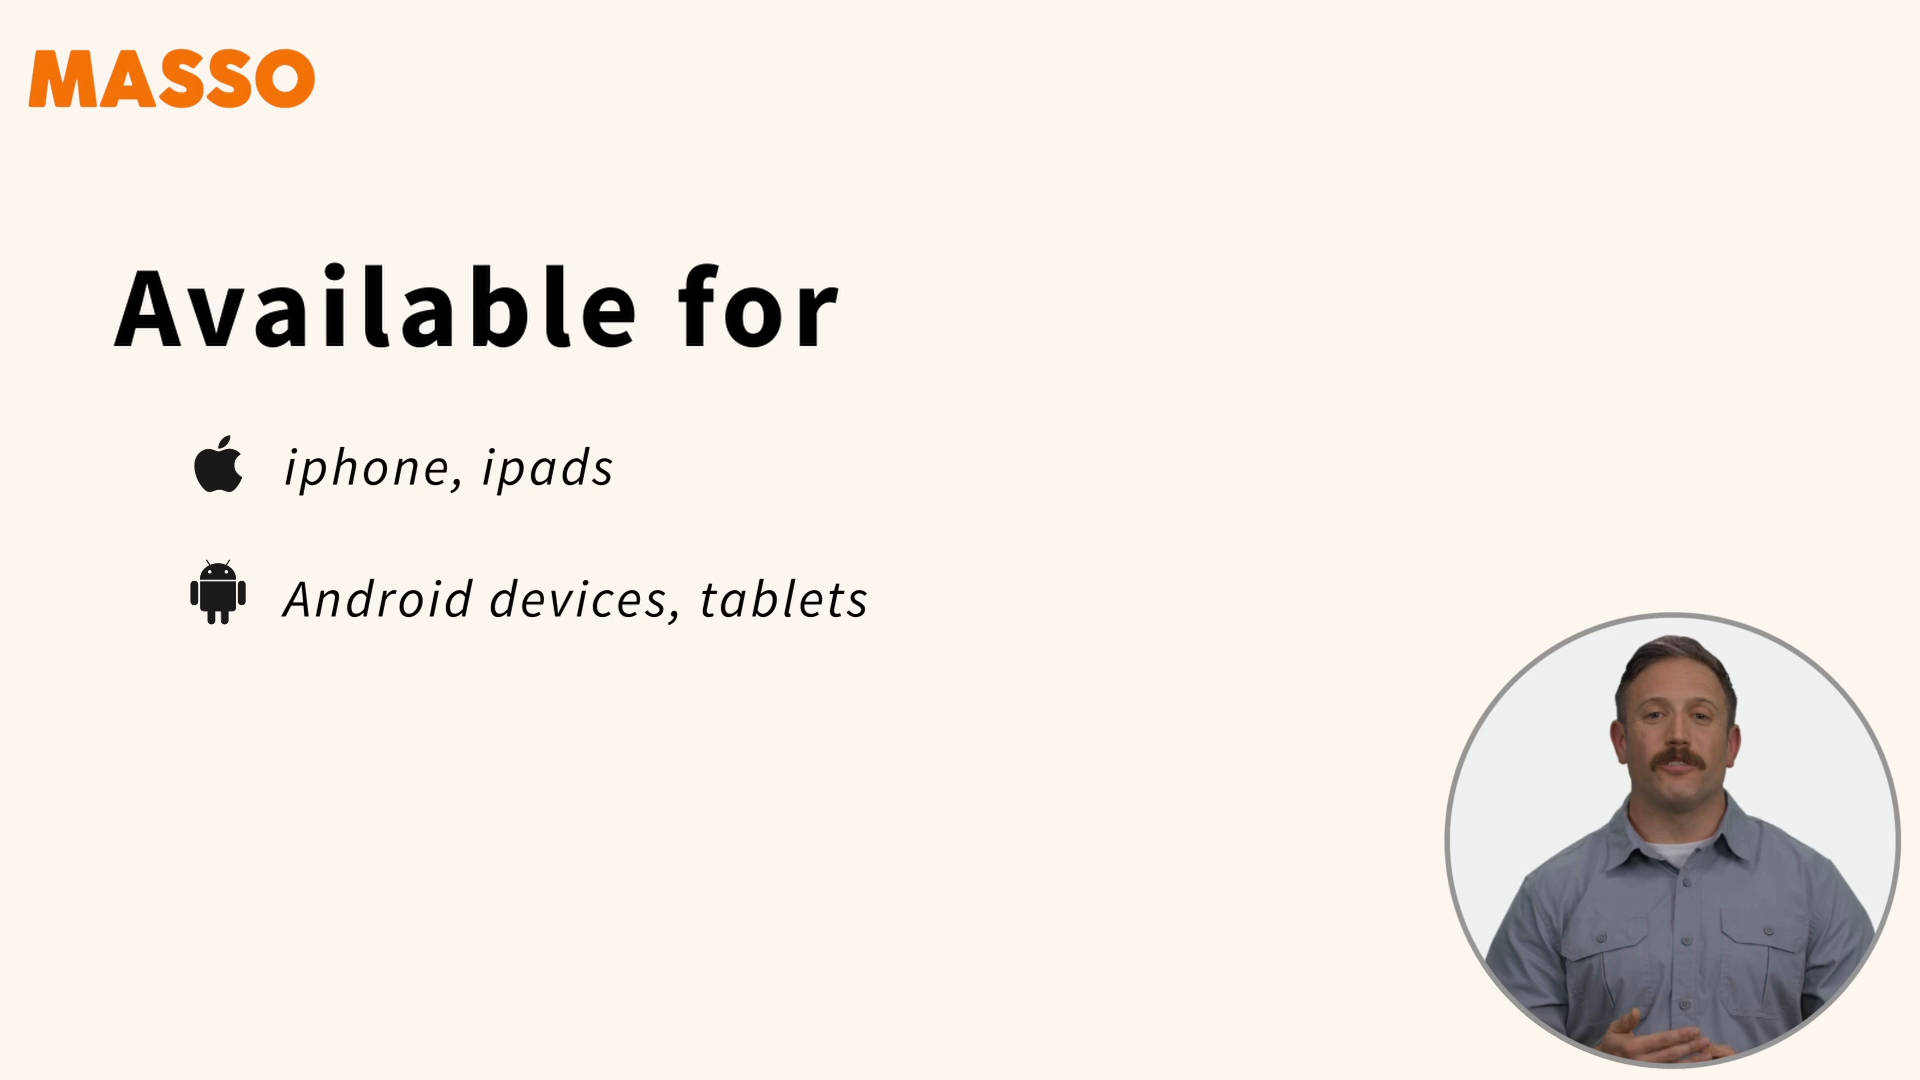 MASSO
Available for
iphone, ipads
Android devices, tablets